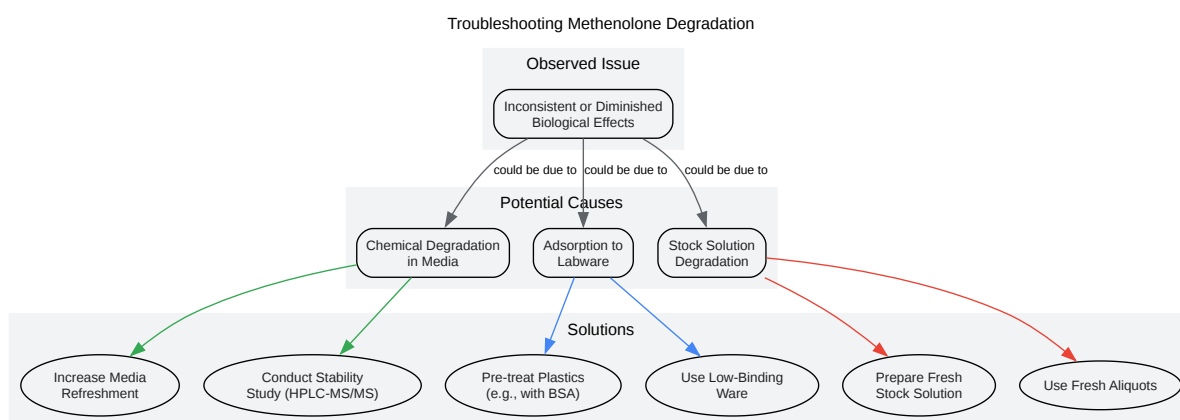 Troubleshooting Methenolone Degradation
Observed Issue
Inconsistent or Diminished
Biological Effects
could be due to
could be due to
could be due to
Potential Causes
Chemical Degradation
in Media
Adsorption to
Labware
Stock Solution
Degradation
Solutions
Increase Media
Refreshment
Conduct Stability
Study (HPLC-MS/MS)
Pre-treat Plastics
(e.g., with BSA)
Use Low-Binding
Ware
Prepare Fresh
Stock Solution
Use Fresh Aliquots